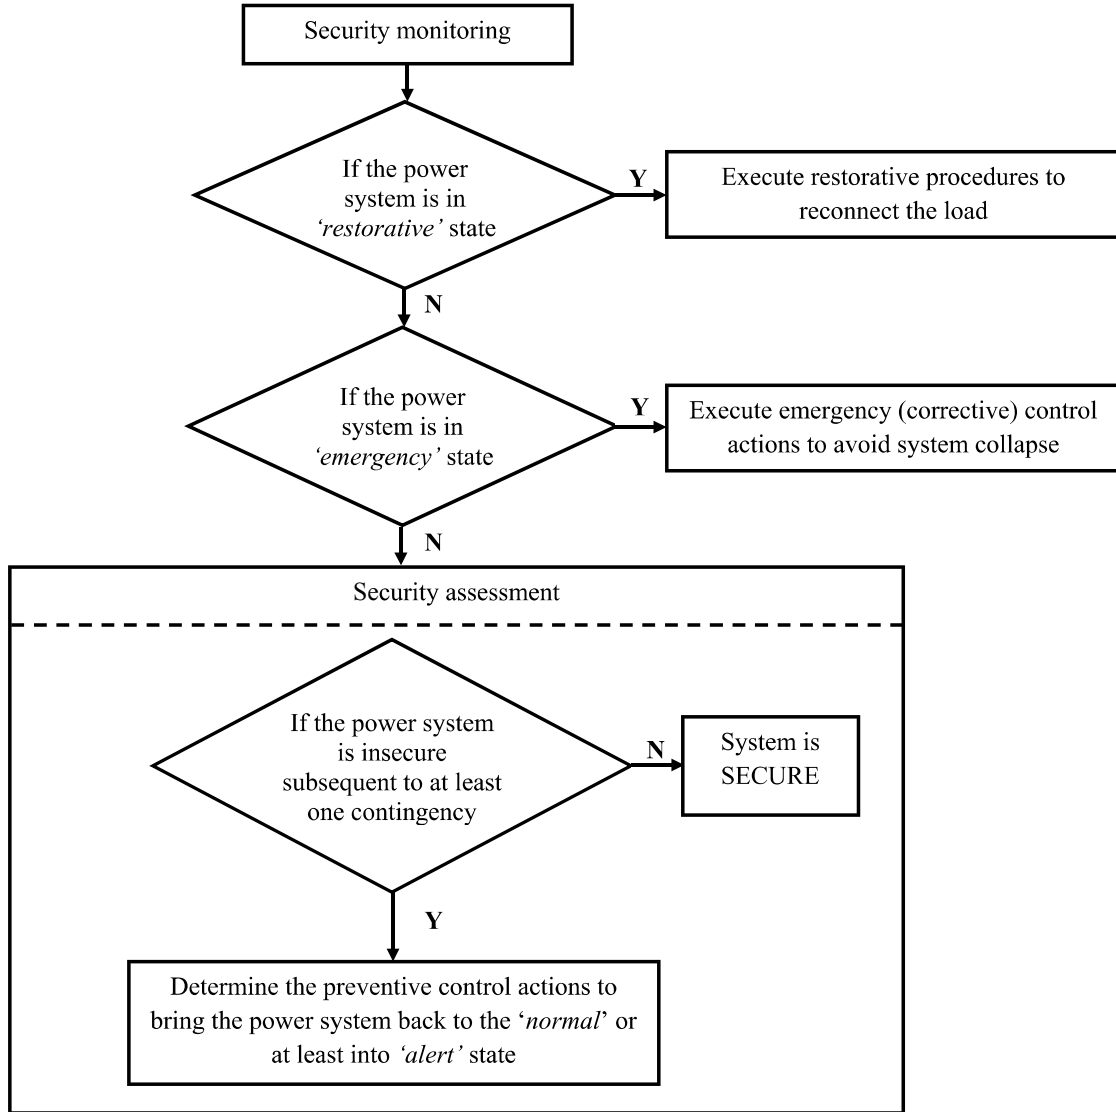 Security monitoring
If the power
system is in
‘restorative’ state
Y
Execute restorative procedures to
reconnect the load
N
If the power
system is in
‘emergency’ state
Y
Execute emergency (corrective) control
actions to avoid system collapse
N
Security assessment
If the power system
is insecure
subsequent to at least
one contingency
N
System is
SECURE
Y
Determine the preventive control actions to
bring the power system back to the ‘normal’ or
at least into ‘alert’ state